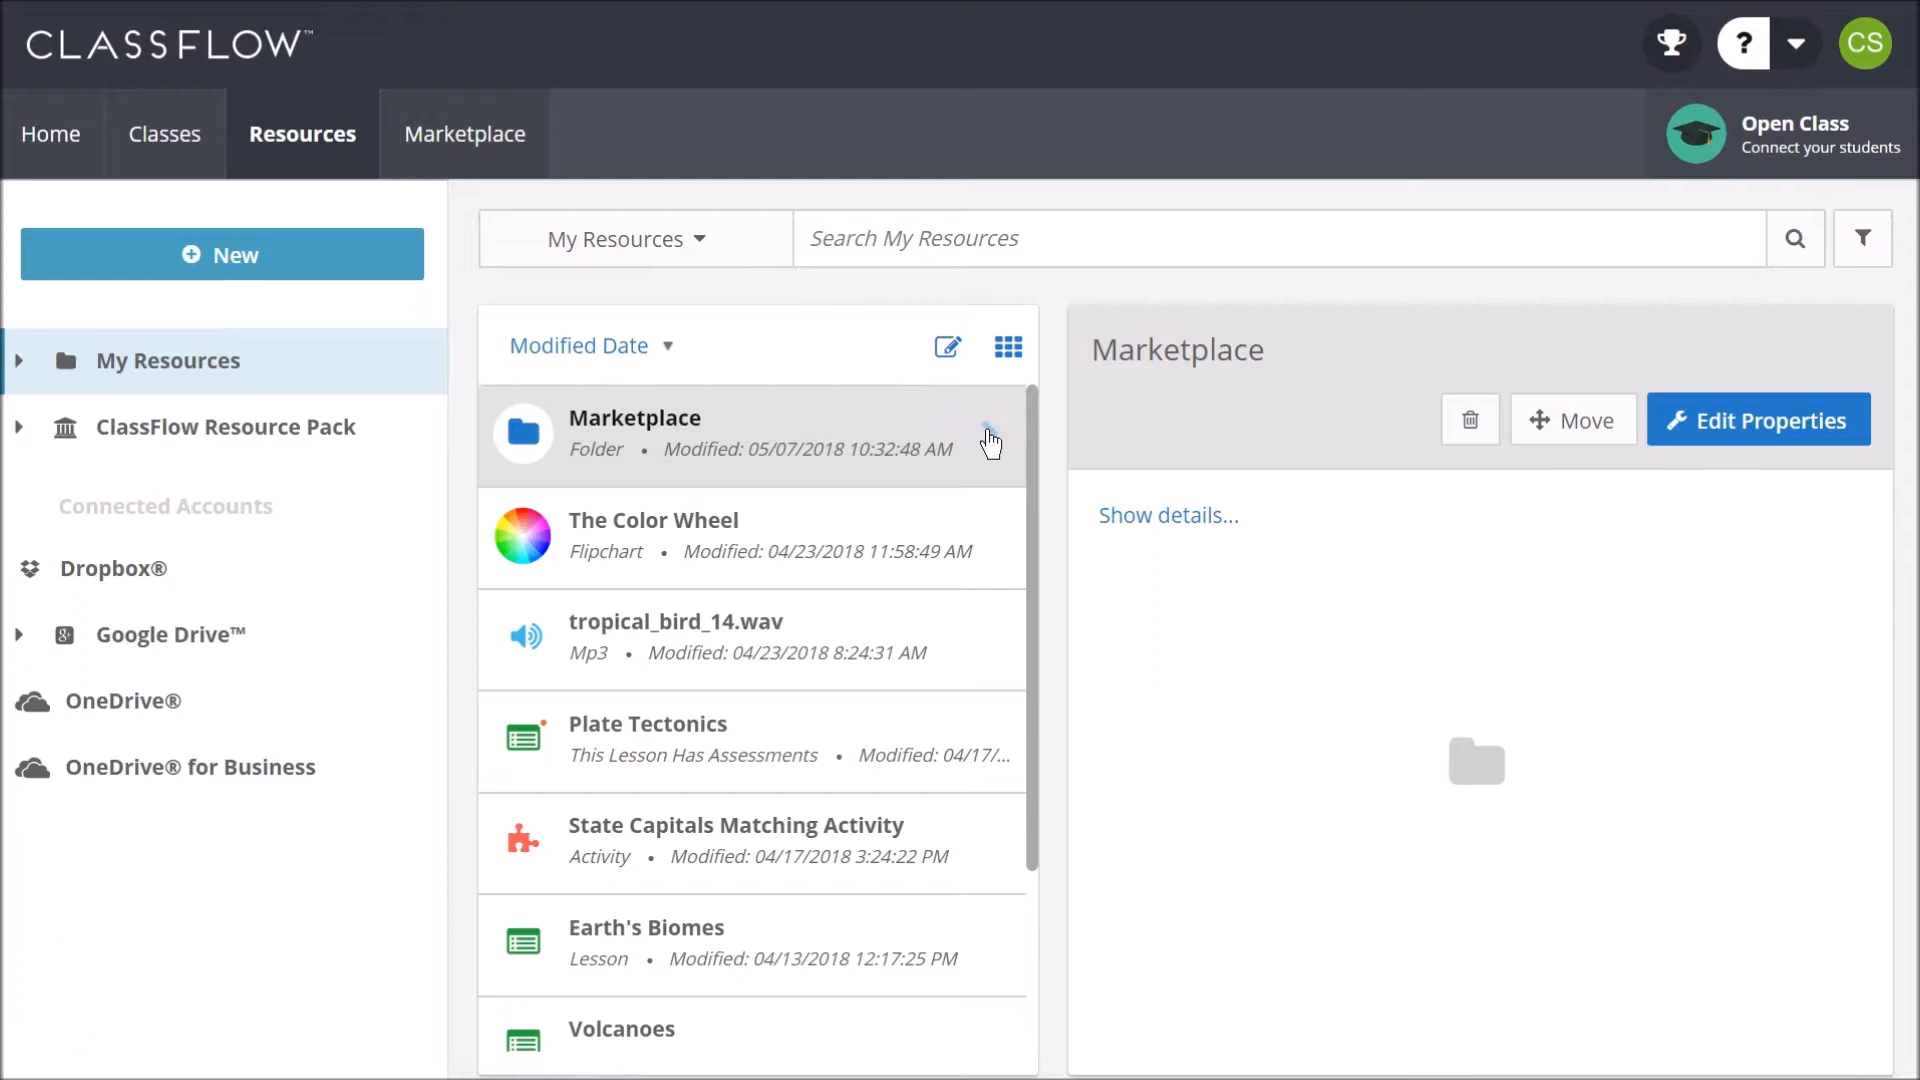 CLASSFLOW™
?
CS
Home
Classes
Resources
Marketplace
Open Class
Connect your students
New
My Resources
ClassFlow Resource Pack
Connected Accounts
Dropbox®
Google Drive™
OneDrive®
OneDrive® for Business
My Resources
Search My Resources
Modified Date
Marketplace
Folder • Modified: 05/07/2018 10:32:48 AM
The Color Wheel
Flipchart • Modified: 04/23/2018 11:58:49 AM
tropical_bird_14.wav
Mp3 • Modified: 04/23/2018 8:24:31 AM
Plate Tectonics
This Lesson Has Assessments • Modified: 04/17/...
State Capitals Matching Activity
Activity • Modified: 04/17/2018 3:24:22 PM
Earth's Biomes
Lesson • Modified: 04/13/2018 12:17:25 PM
Volcanoes
Marketplace
Move
Edit Properties
Show details...